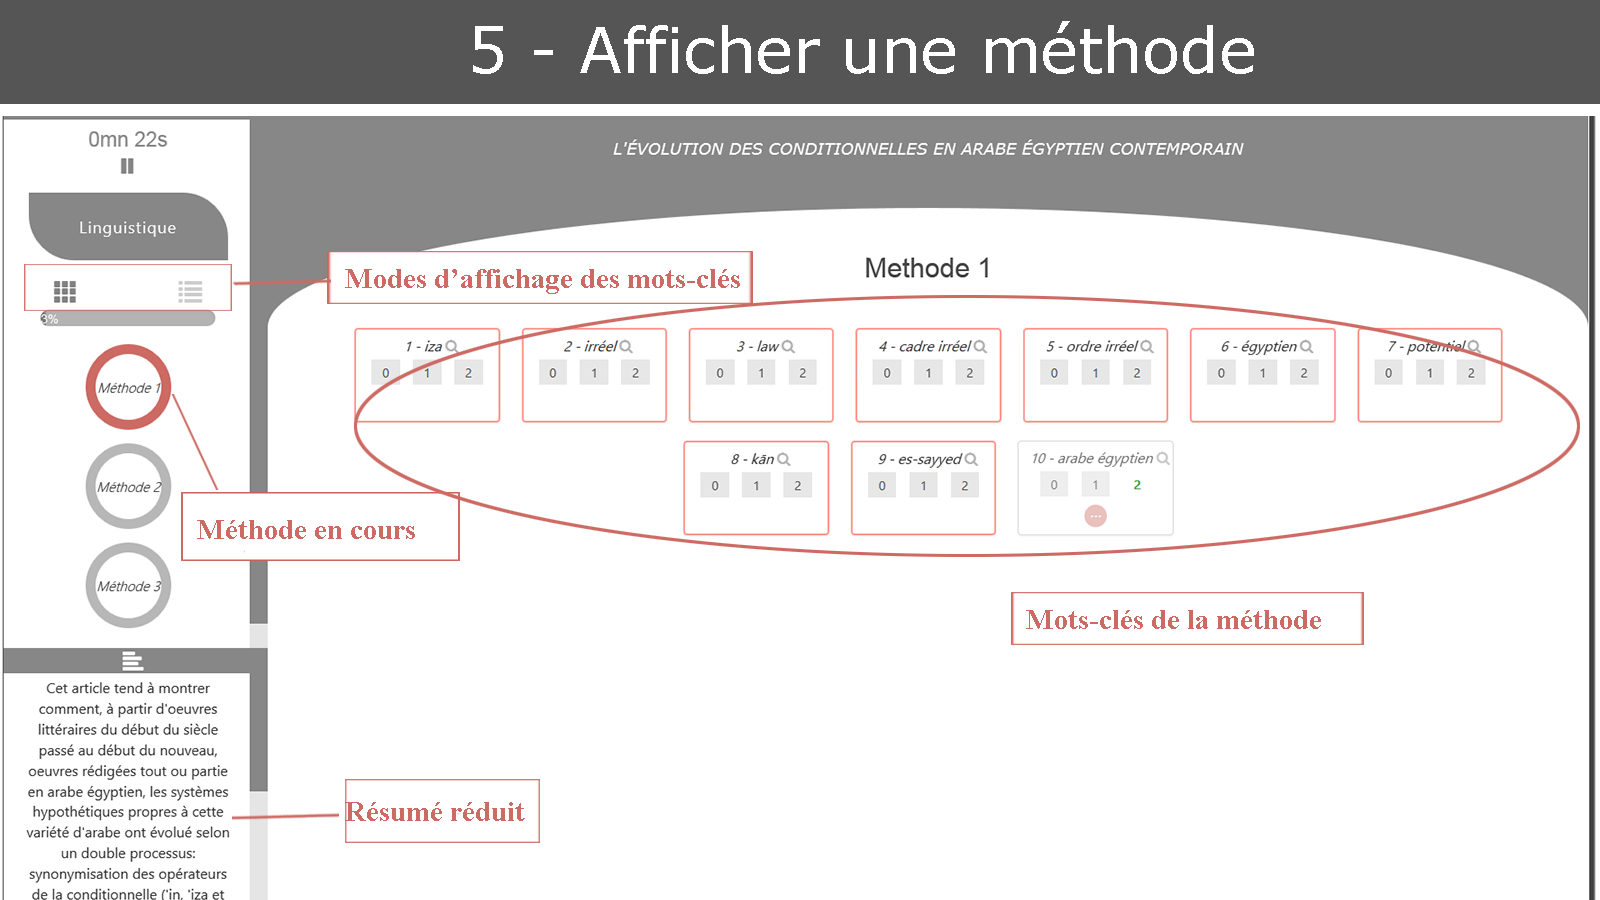 5 - Afficher une méthode
0mn 22s
L'ÉVOLUTION DES CONDITIONNELLES EN ARABE ÉGYPTIEN CONTEMPORAIN
Linguistique
Modes d’affichage des mots-clés
Methode 1
3%
1 - iza
0 1 2
2 - irréel
0 1 2
3 - law
0 1 2
4 - cadre irréel
0 1 2
5 - ordre irréel
0 1 2
6 - égyptien
0 1 2
7 - potentiel
0 1 2
8 - kān
0 1 2
9 - es-sayyed
0 1 2
10 - arabe égyptien
0 1 2
Méthode 1
Méthode 2
Méthode en cours
Méthode 3
Mots-clés de la méthode
Cet article tend à montrer
comment, à partir d'oeuvres
littéraires du début du siècle
passé au début du nouveau,
oeuvres rédigées tout ou partie
en arabe égyptien, les systèmes
hypothétiques propres à cette
variété d'arabe ont évolué selon
un double processus:
synonymisation des opérateurs
de la conditionnelle ('in, 'iza et
Résumé réduit